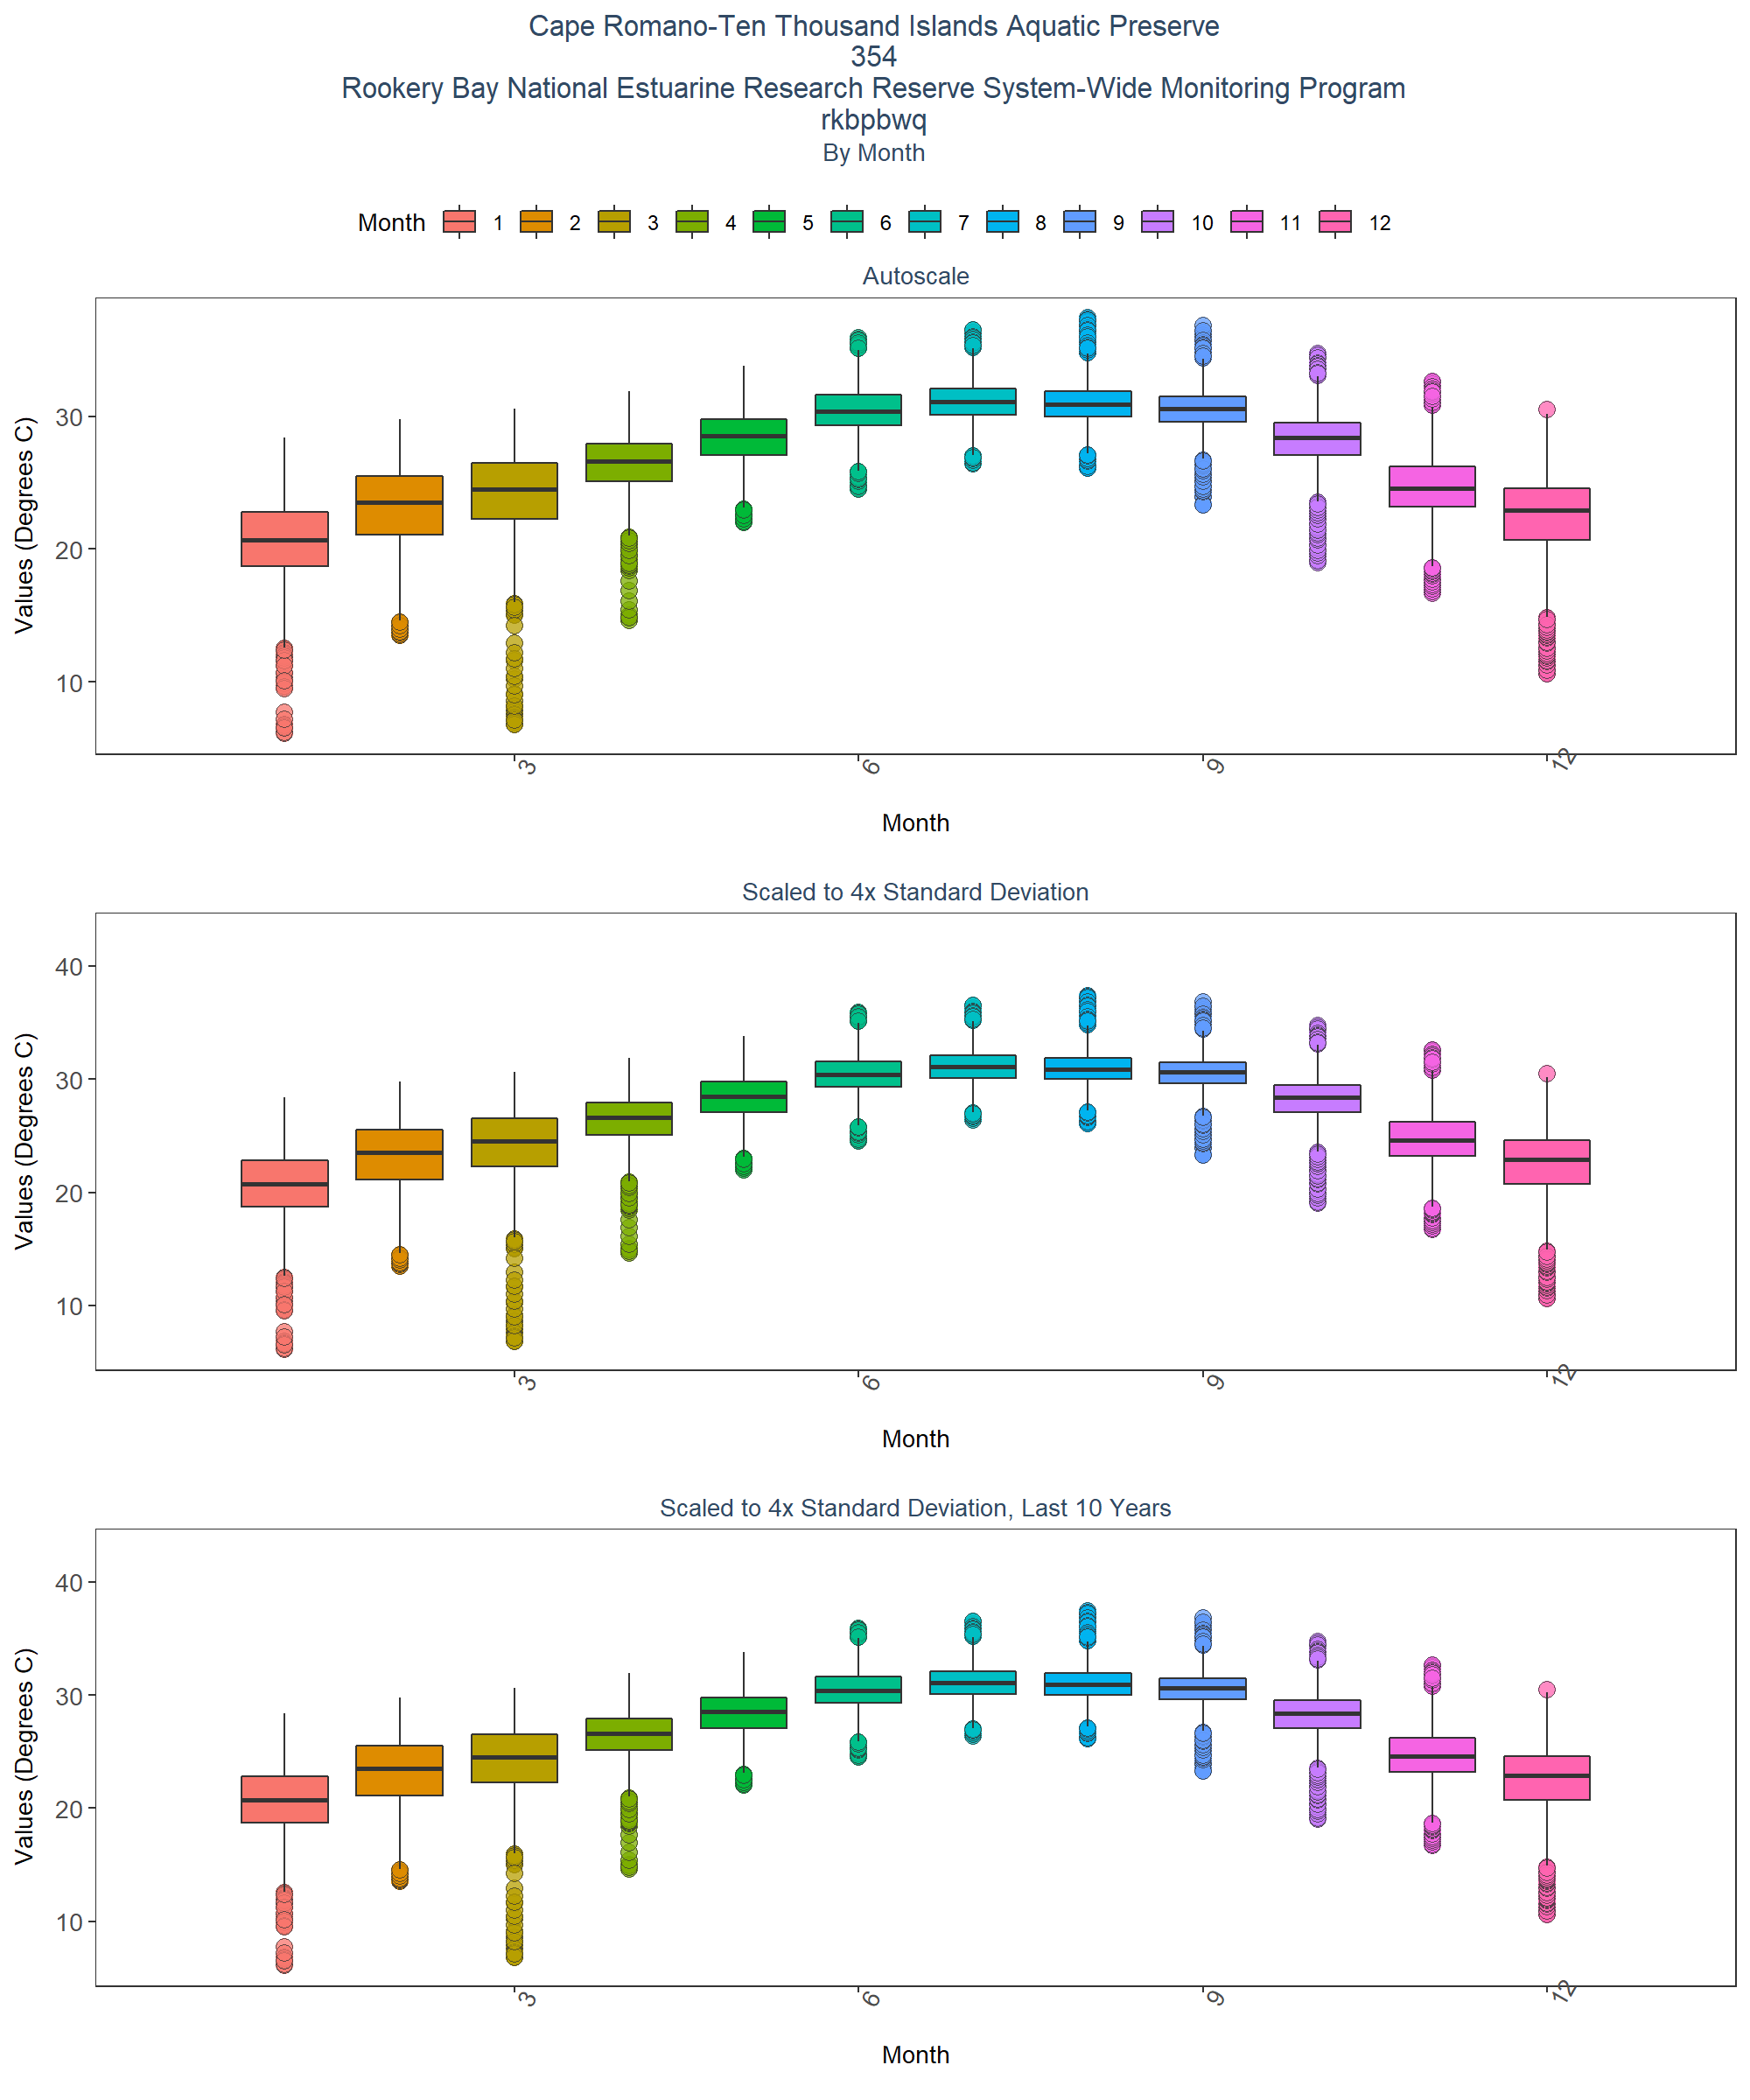 Cape Romano-Ten Thousand Islands Aquatic Preserve
354
Rookery Bay National Estuarine Research Reserve System-Wide Monitoring Program
rkbpbwq
By Month
Month 1 2 3 4 5 6 7 8 9 10 11 12
Autoscale
Values (Degrees C)
30
20
10
3 6 9 12
Month
Scaled to 4x Standard Deviation
Values (Degrees C)
40
30
20
10
3 6 9 12
Month
Scaled to 4x Standard Deviation, Last 10 Years
Values (Degrees C)
40
30
20
10
3 6 9 12
Month